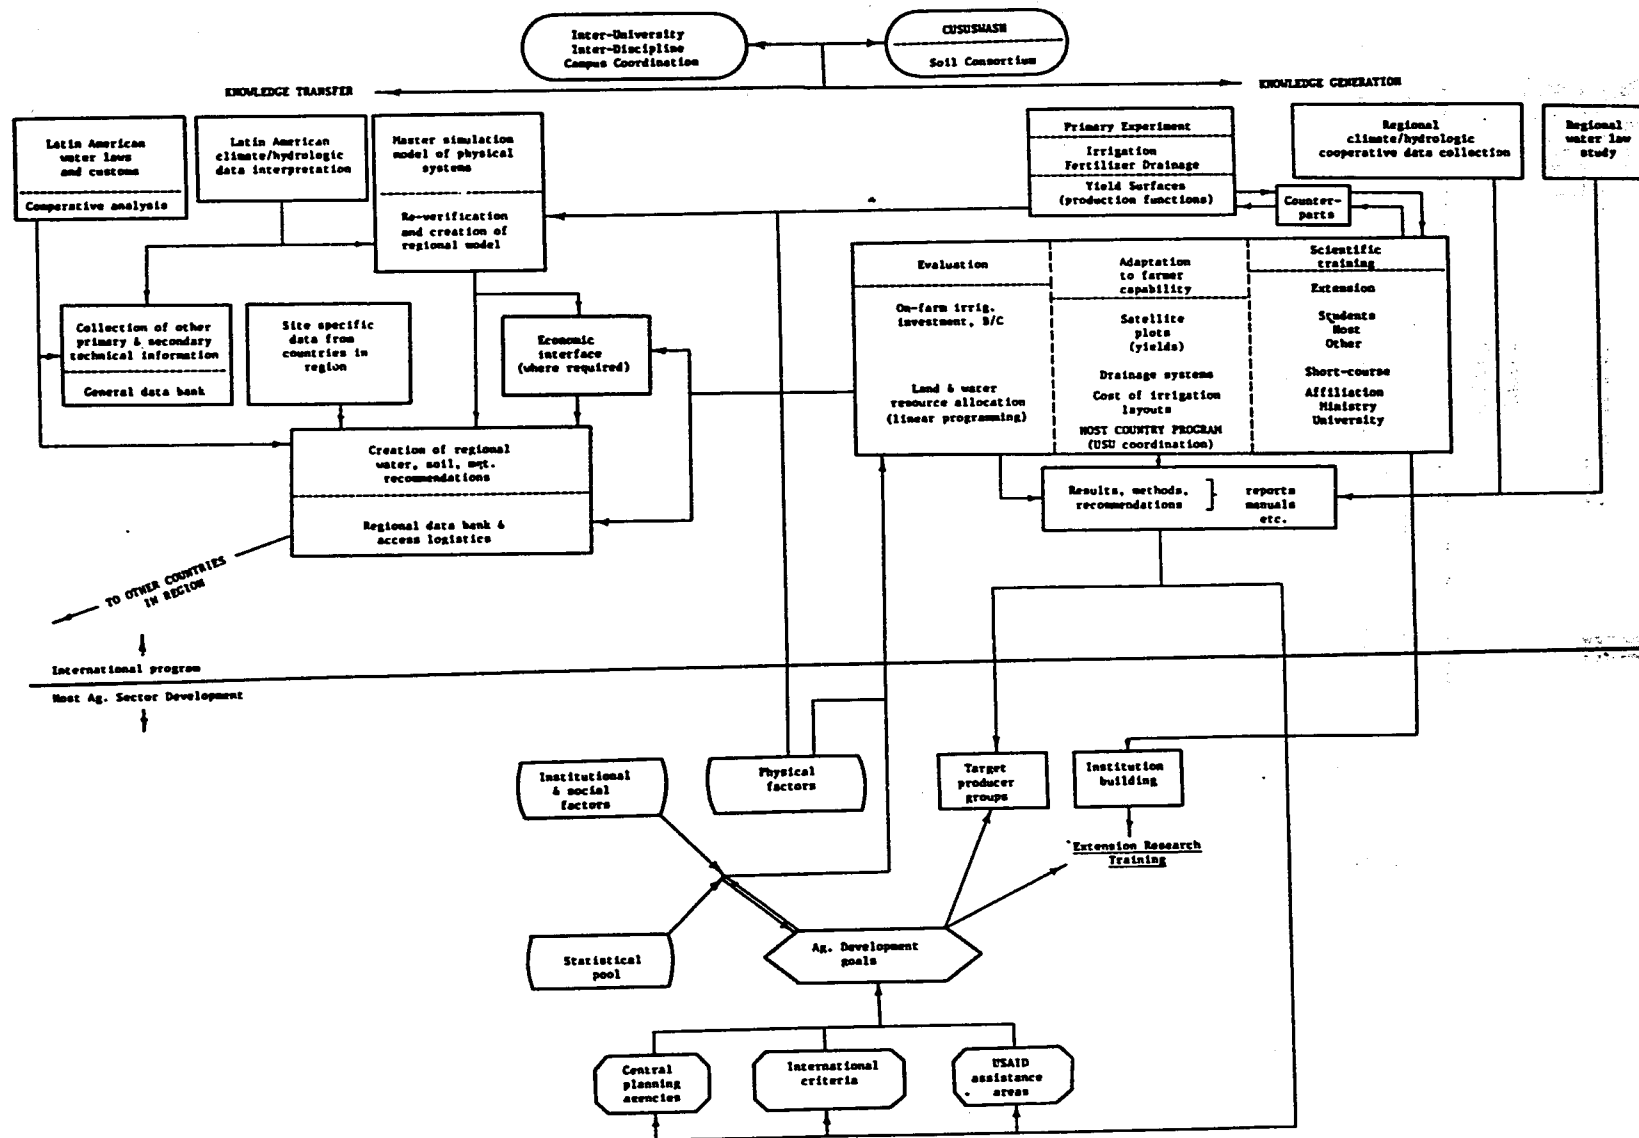 Inter-University
Inter-Discipline
Campus Coordination
CUSUSWASH
Soil Consortium
KNOWLEDGE TRANSFER
KNOWLEDGE GENERATION
Latin American
water laws
and customs
Comperative analysis
Latin American
climate/hydrologic
data interpretation
Master simulation
model of physical
systems
Re-verification
and creation of
regional model
Primary Experiment
Irrigation
Fertilizer Drainage
Yield Surfaces
(production functions)
Counter-
parts
Regional
climate/hydrologic
cooperative data collection
Regional
water law
study
Evaluation
On-farm irrig.
investment, B/C
Land & water
resource allocation
(linear programming)
Adaptation
to farmer
capability
Satellite
plots
(yields)
Drainage systems
Cost of irrigation
layouts
HOST COUNTRY PROGRAM
(USU coordination)
Scientific
training
Extension
Students
Host
Other
Short-course
Affiliation
Ministry
University
Collection of other
primary & secondary
technical information
General data bank
Site specific
data from
countries in
region
Economic
interface
(where required)
Creation of regional
water, soil, mgt.
recommendations
Regional data bank &
access logistics
Results, methods,
recommendations
reports
manuals
etc.
TO OTHER COUNTRIES
IN REGION
International program
Host Ag. Sector Development
Institutional
& social
factors
Physical
factors
Target
producer
groups
Institution
building
Extension Research
Training
Statistical
pool
Ag. Development
goals
Central
planning
agencies
International
criteria
USAID
assistance
areas